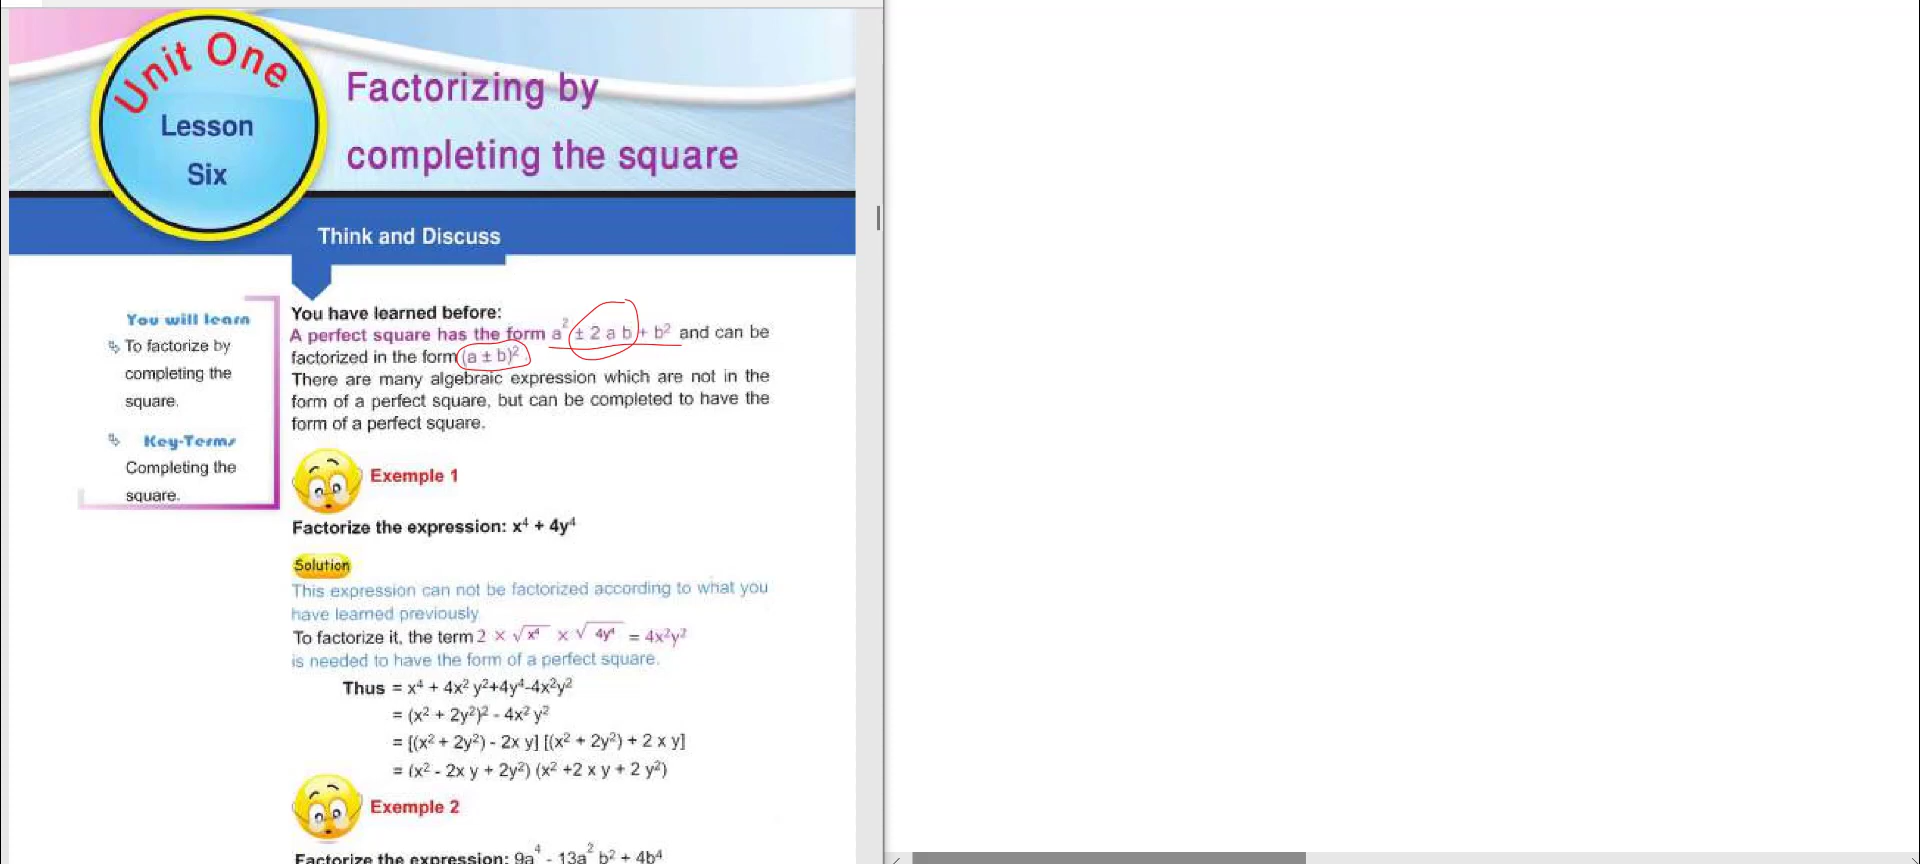 Unit One
Lesson
Six
Factorizing by
completing the square
Think and Discuss
You will learn
To factorize by
completing the
square.
Key-Terms
Completing the
square.
You have learned before:
A perfect square has the form a² ± 2 a b + b² and can be
factorized in the form (a ± b)².
There are many algebraic expression which are not in the
form of a perfect square, but can be completed to have the
form of a perfect square.
Exemple 1
Factorize the expression: x⁴ + 4y⁴
Solution
This expression can not be factorized according to what you
have learned previously
To factorize it, the term 2 × √x⁴ × √4y⁴ = 4x²y²
is needed to have the form of a perfect square.
Thus = x⁴ + 4x² y²+4y⁴-4x²y²
= (x² + 2y²)² - 4x² y²
= [(x² + 2y²) - 2x y] [(x² + 2y²) + 2 x y]
= (x² - 2x y + 2y²) (x² +2 x y + 2 y²)
Exemple 2
Factorize the expression: 9a⁴ - 13a² b² + 4b⁴